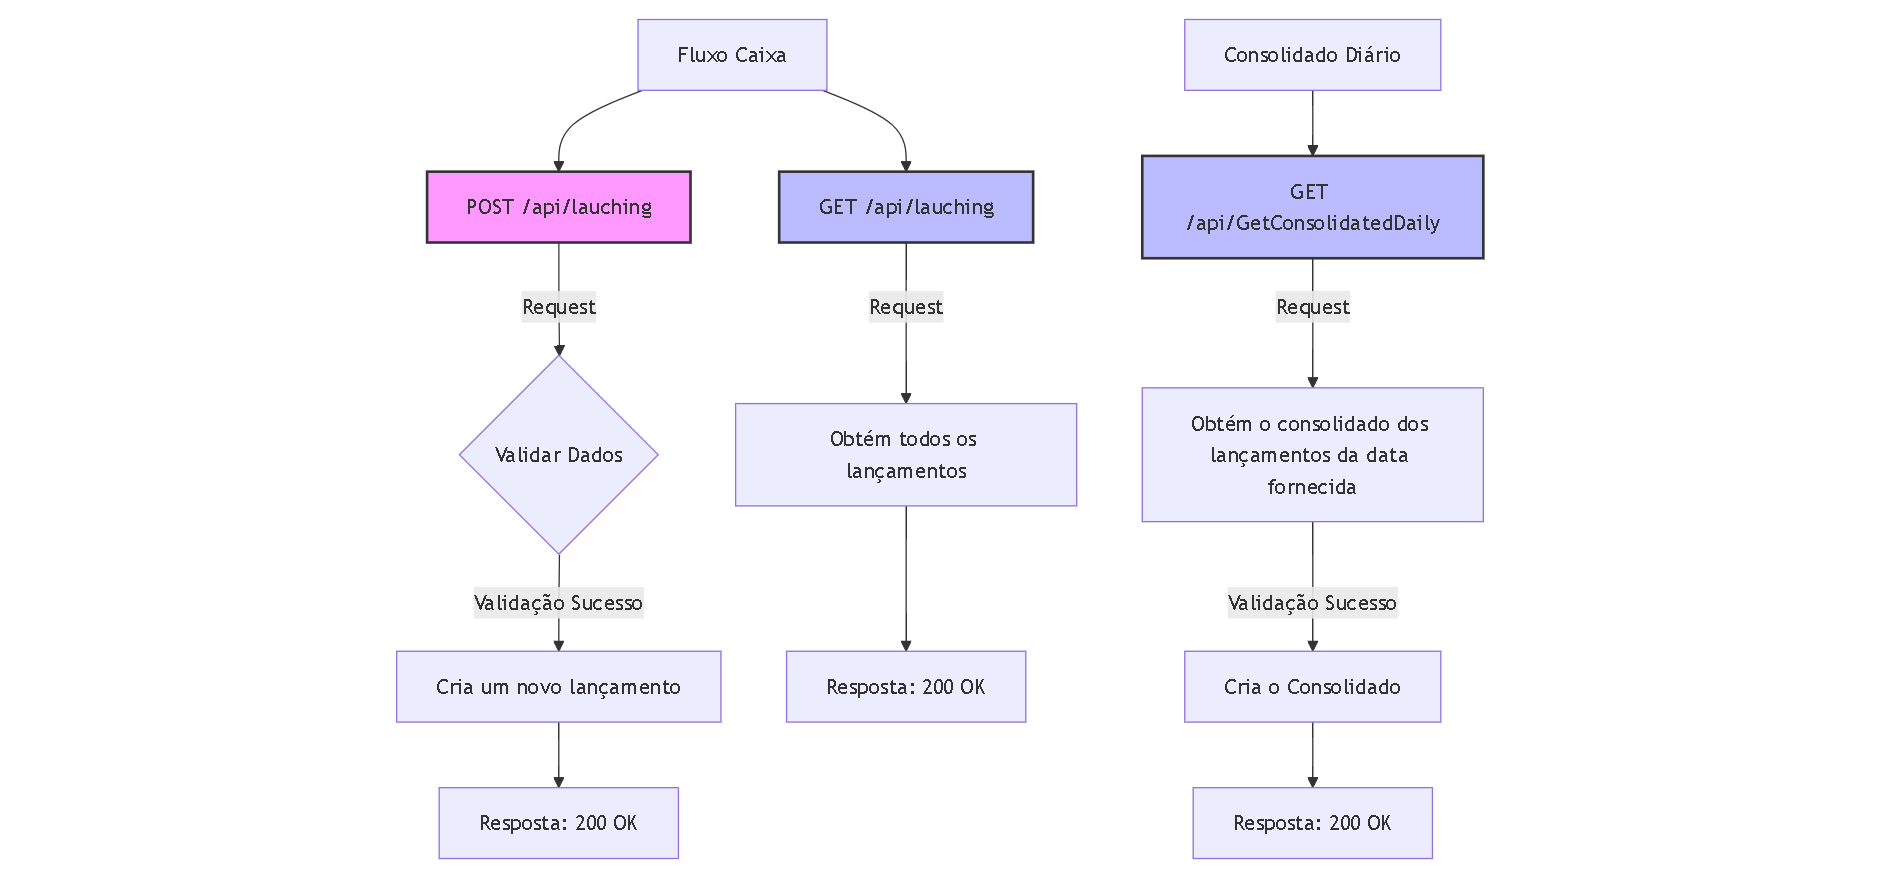 Fluxo Caixa
Consolidado Diário
POST /api/lauching
GET /api/lauching
GET
/api/GetConsolidatedDaily
Request
Request
Request
Validar Dados
Obtém todos os
lançamentos
Obtém o consolidado dos
lançamentos da data
fornecida
Validação Sucesso
Validação Sucesso
Cria um novo lançamento
Resposta: 200 OK
Cria o Consolidado
Resposta: 200 OK
Resposta: 200 OK